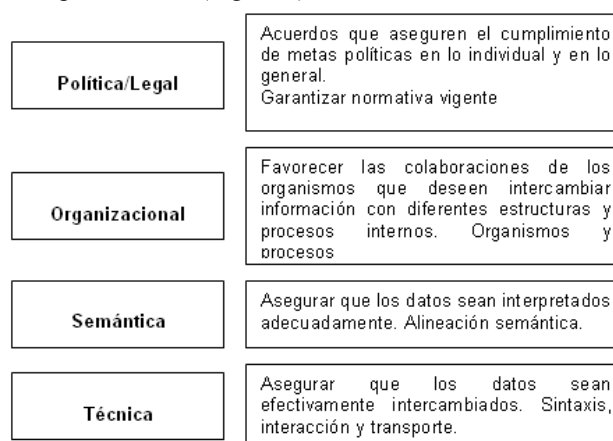 Política/Legal
Acuerdos que aseguren el cumplimiento
de metas políticas en lo individual y en lo
general.
Garantizar normativa vigente
Organizacional
Favorecer las colaboraciones de los
organismos que deseen intercambiar
información con diferentes estructuras y
procesos internos. Organismos y
procesos
Semántica
Asegurar que los datos sean interpretados
adecuadamente. Alineación semántica.
Técnica
Asegurar que los datos sean
efectivamente intercambiados. Sintaxis,
interacción y transporte.